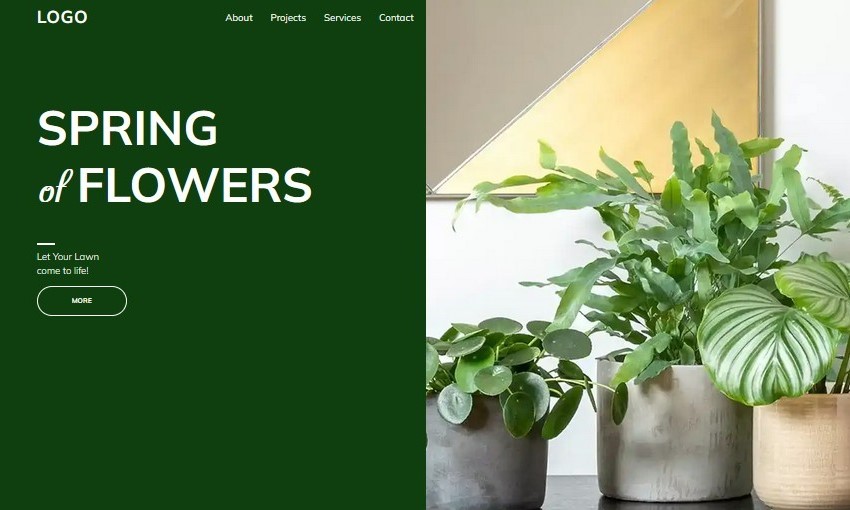 LOGO
About Projects Services Contact
SPRING
of FLOWERS
Let Your Lawn
come to life!
MORE